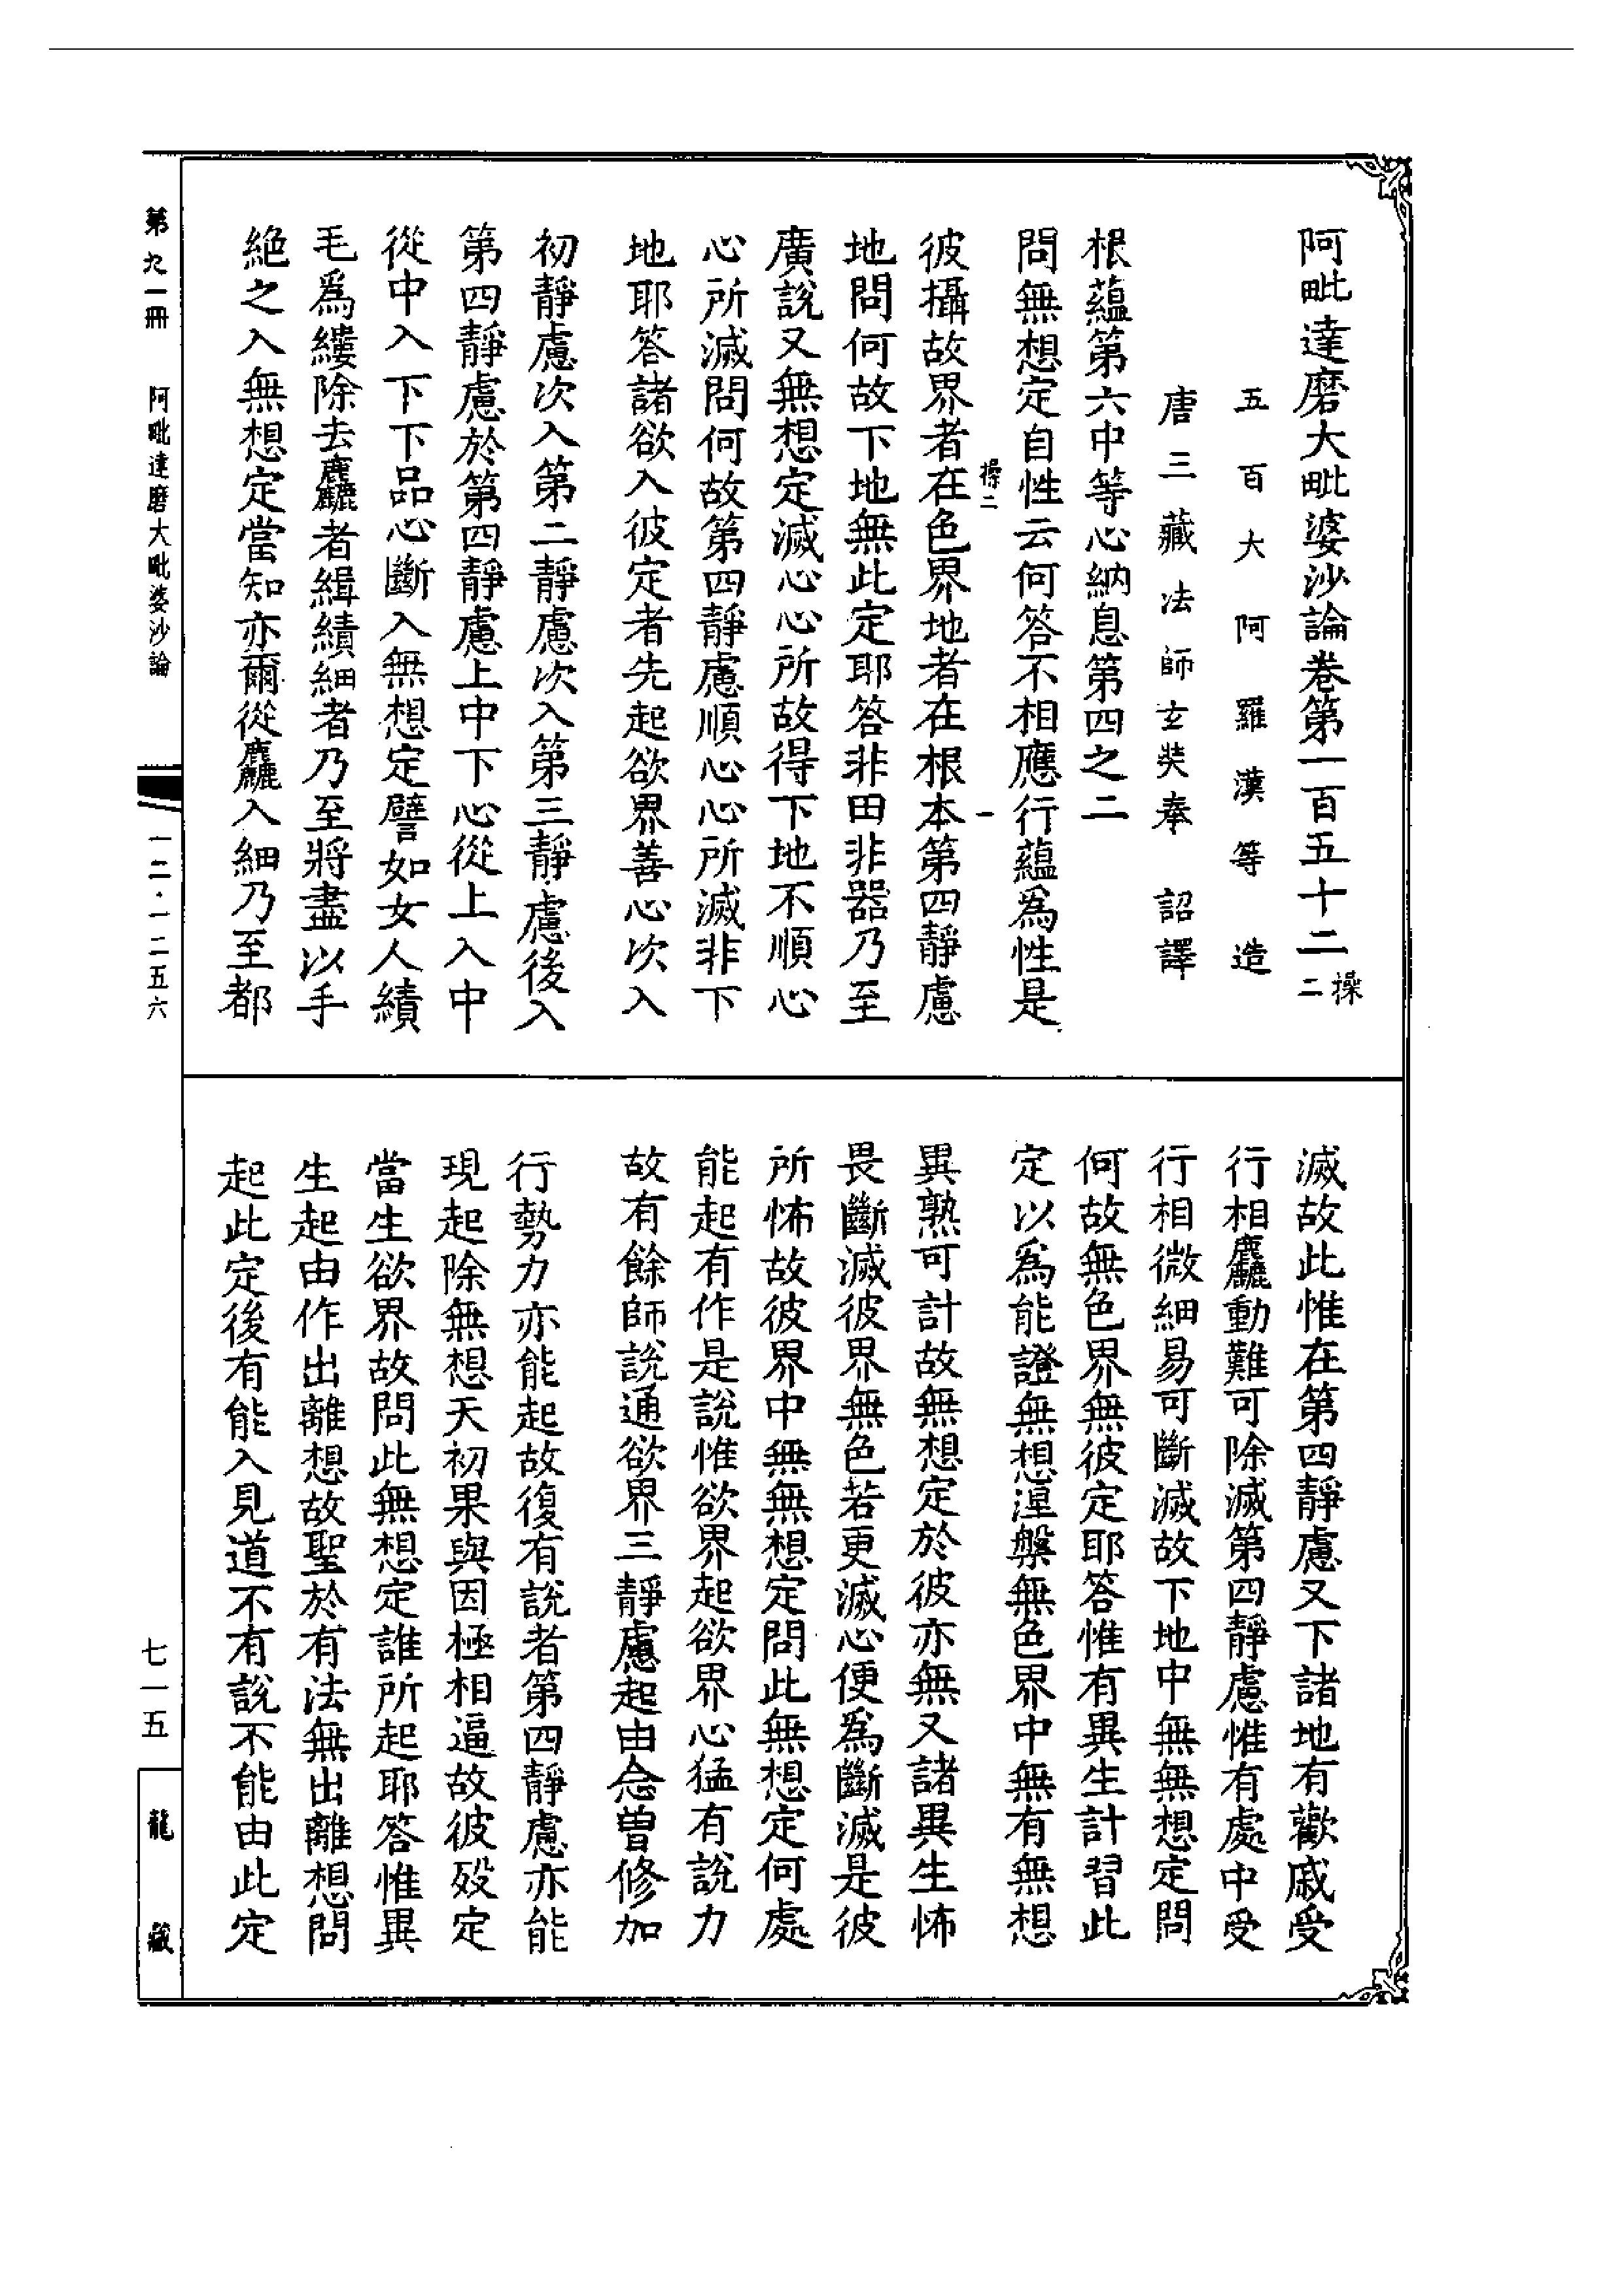 阿毗達磨大毗婆沙論卷第一百五十二 操二
五百大阿羅漢等造
唐三藏法師玄奘奉 詔譯
根蘊第六中等心納息第四之二
問無想定自性云何答不相應行蘊爲性是
操二 一
彼攝故界者在色界地者在根本第四靜慮
地問何故下地無此定耶答非田非器乃至
廣說又無想定滅心心所故得下地不順心
心所滅問何故第四靜慮順心心所滅非下
地耶答諸欲入彼定者先起欲界善心次入
初靜慮次入第二靜慮次入第三靜慮後入
第四靜慮於第四靜慮上中下心從上入中
從中入下下品心斷入無想定譬如女人績
毛爲縷除去麤者緝績細者乃至將盡以手
絕之入無想定當知亦爾從麤入細乃至都
滅故此惟在第四靜慮又下諸地有歡慼受
行相麤動難可除滅第四靜慮惟有處中受
行相微細易可斷滅故下地中無無想定問
何故無色界無彼定耶答惟有異生計習此
定以爲能證無想涅槃無色界中無有無想
異熟可計故無想定於彼亦無又諸異生怖
畏斷滅彼界無色若更滅心便爲斷滅是彼
所怖故彼界中無無想定問此無想定何處
能起有作是說惟欲界起欲界心猛有說力
故有餘師說通欲界三靜慮起由念曾修加
行勢力亦能起故復有說者第四靜慮亦能
現起除無想天初果與因極相逼故彼歿定
當生欲界故問此無想定誰所起耶答惟異
生起由作出離想故聖於有法無出離想問
起此定後有能入見道不有說不能由此定
第九一冊 阿毗達磨大毗婆沙論
一二·一二五六
七一五
龍藏